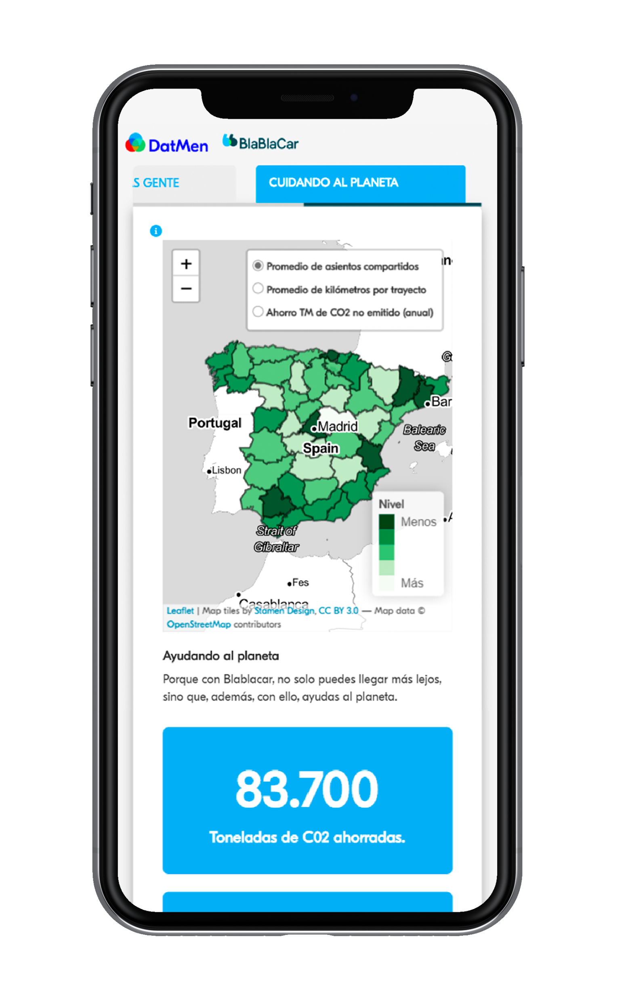 DatMen
BlaBlaCar
S GENTE
CUIDANDO AL PLANETA
i
+
−
Promedio de asientos compartidos
Promedio de kilómetros por trayecto
Ahorro TM de CO2 no emitido (anual)
Bar
Portugal
Madrid
Balearic
Sea
Spain
Lisbon
Nivel
Menos
Más
Strait of
Gibraltar
Fes
Casablanca
Leaflet | Map tiles by Stamen Design, CC BY 3.0 — Map data ©
OpenStreetMap contributors
Ayudando al planeta
Porque con Blablacar, no solo puedes llegar más lejos,
sino que, además, con ello, ayudas al planeta.
83.700
Toneladas de C02 ahorradas.